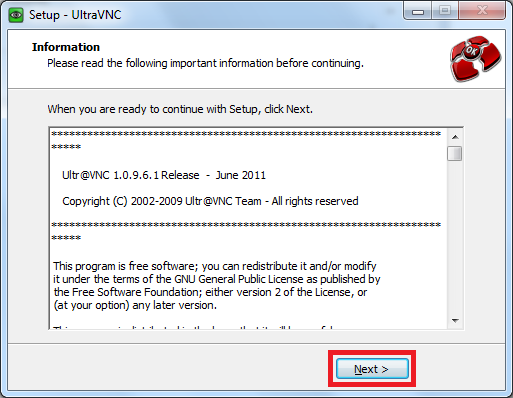 Setup - UltraVNC
Information
Please read the following important information before continuing.
OK
When you are ready to continue with Setup, click Next.
*****************************************************************
*****
Ultr@VNC 1.0.9.6.1 Release - June 2011
Copyright (C) 2002-2009 Ultr@VNC Team - All rights reserved
*****************************************************************
*****
This program is free software; you can redistribute it and/or modify
it under the terms of the GNU General Public License as published by
the Free Software Foundation; either version 2 of the License, or
(at your option) any later version.
Next >